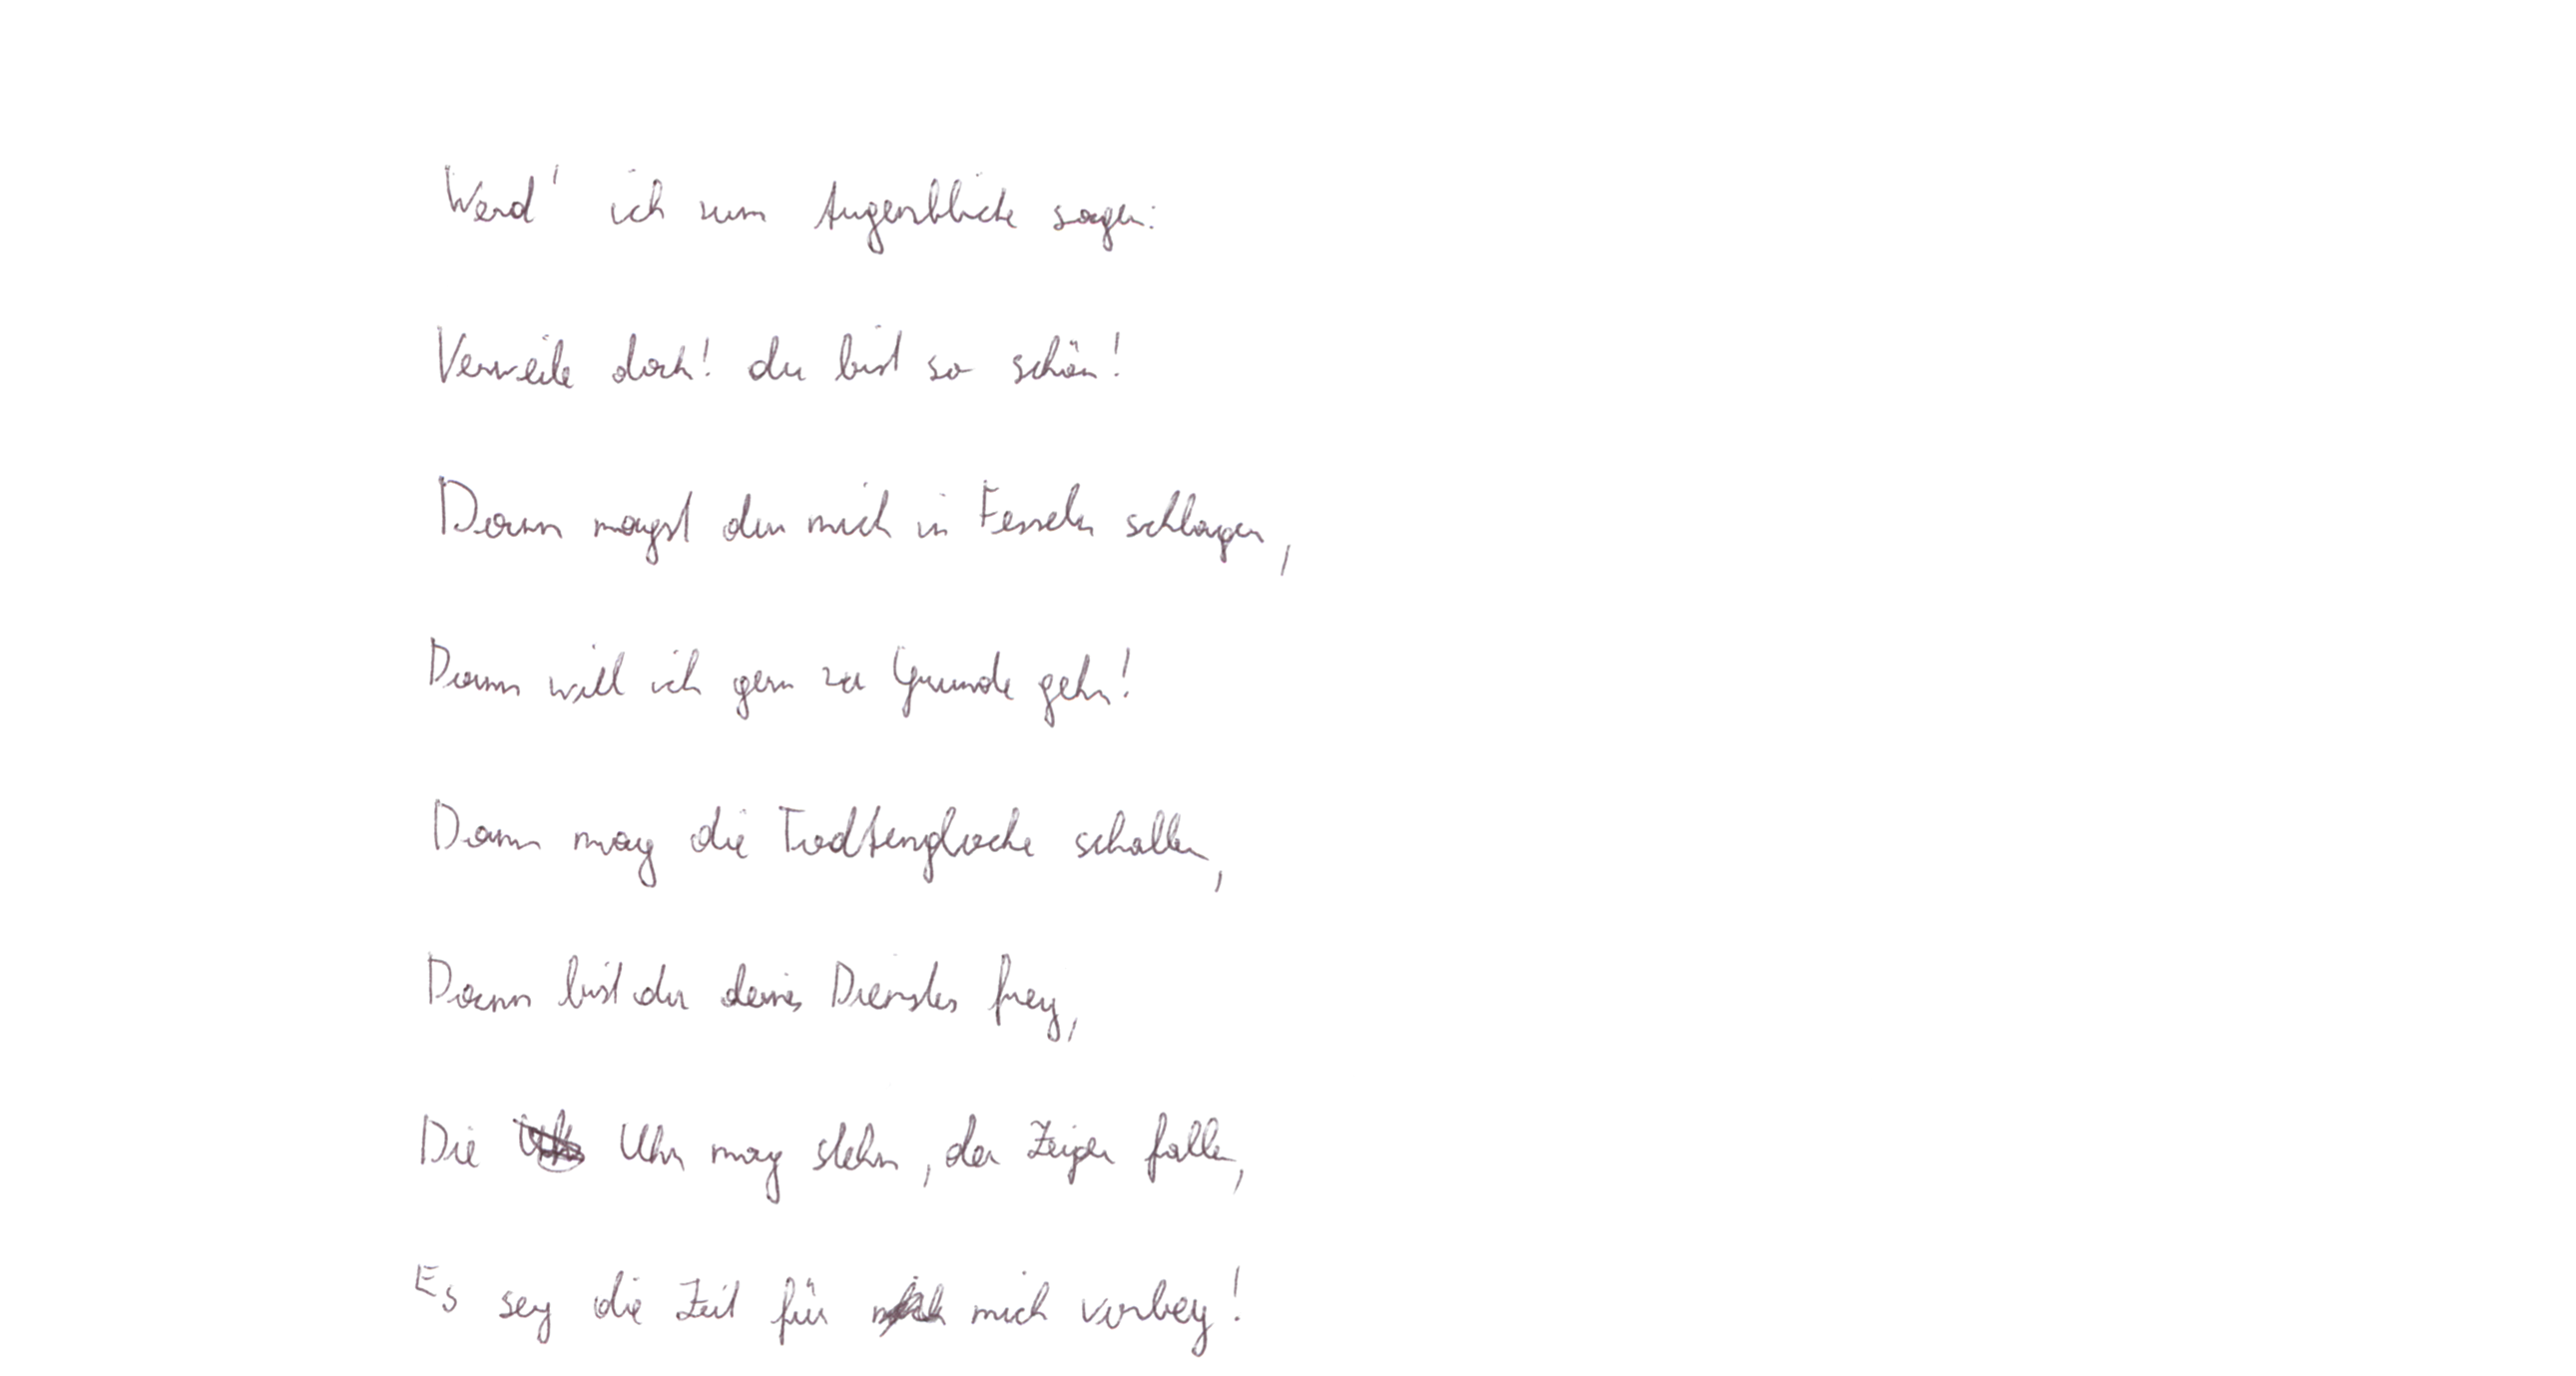 Werd' ich zum Augenblicke sagen:
Verweile doch! du bist so schön!
Dann magst du mich in Fesseln schlagen,
Dann will ich gern zu Grunde gehn!
Dann mag die Todtenglocke schallen,
Dann bist du deines Dienstes frey,
Die Uhr mag stehn, der Zeiger fallen,
Es sey die Zeit für mich vorbey!